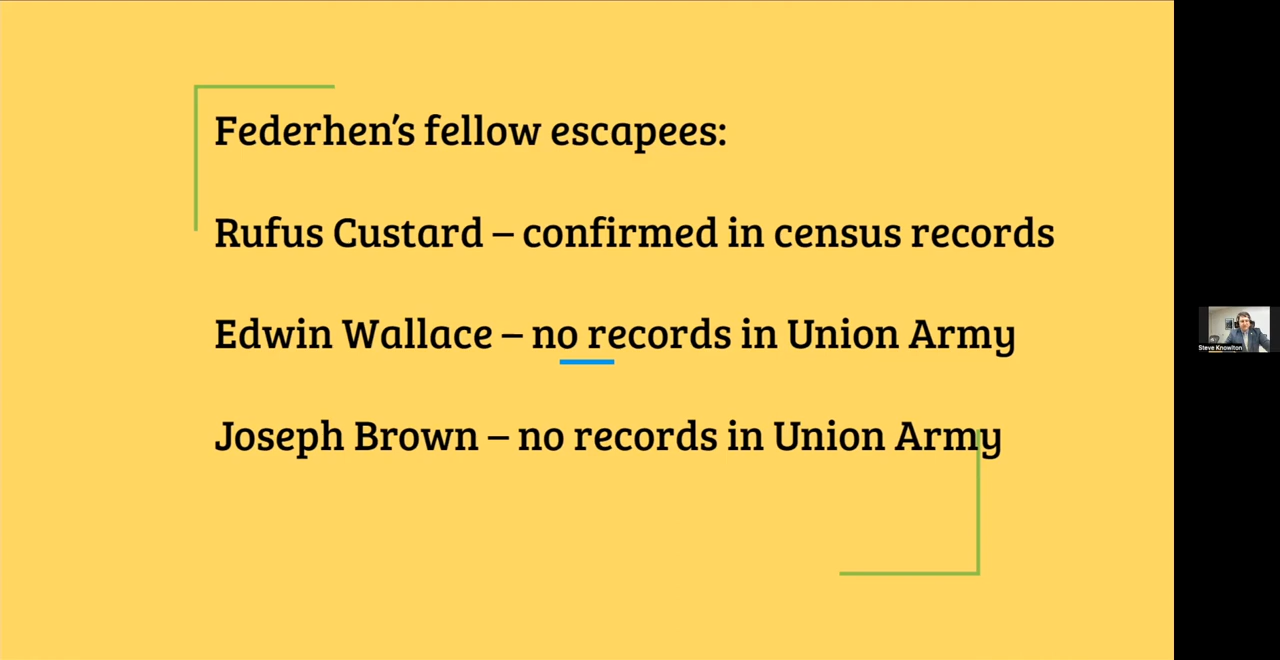 Federhen’s fellow escapees:
Rufus Custard – confirmed in census records
Edwin Wallace – no records in Union Army
Joseph Brown – no records in Union Army
Steve Knowlton